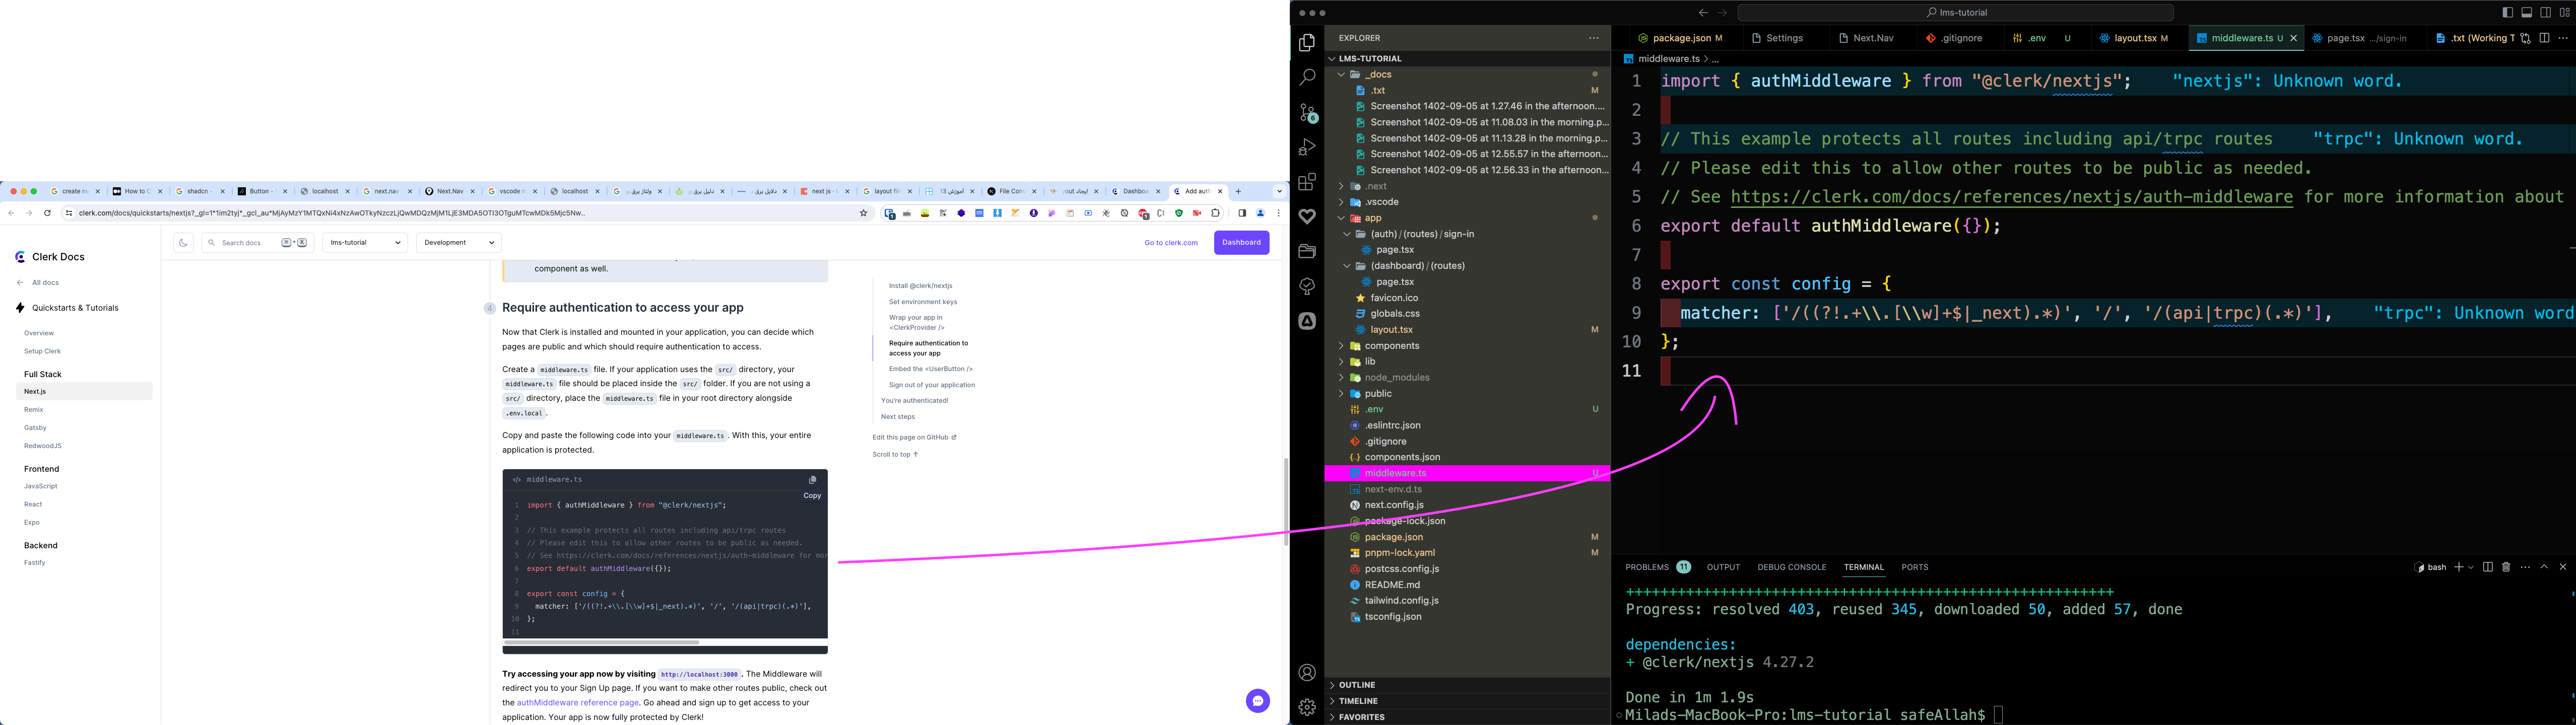 create m
How to C
shadcn -
Button -
localhost
next.nav
Next.Nav
vscode m
localhost
ولتاژ برق
دلیل برق
دلایل برق
next js -
layout file
آموزش 13
File Con
ایجاد yout
Dashboa
Add auth
clerk.com/docs/quickstarts/nextjs?_gl=1*1im2tyj*_gcl_au*MjAyMzY1MTQxNi4xNzAwOTkyNzczLjQwMDQzMjM1LjE3MDA5OTI3OTguMTcwMDk5Mjc5Nw..
Clerk Docs
All docs
Quickstarts & Tutorials
Overview
Setup Clerk
Full Stack
Next.js
Remix
Gatsby
RedwoodJS
Frontend
JavaScript
React
Expo
Backend
Fastify
Search docs
⌘ + K
lms-tutorial
Development
Go to clerk.com
Dashboard
component as well.
4 Require authentication to access your app
Now that Clerk is installed and mounted in your application, you can decide which
pages are public and which should require authentication to access.
Create a middleware.ts file. If your application uses the src/ directory, your
middleware.ts file should be placed inside the src/ folder. If you are not using a
src/ directory, place the middleware.ts file in your root directory alongside
.env.local.
Copy and paste the following code into your middleware.ts. With this, your entire
application is protected.
</> middleware.ts
Copy
1 import { authMiddleware } from "@clerk/nextjs";
2
3 // This example protects all routes including api/trpc routes
4 // Please edit this to allow other routes to be public as needed.
5 // See https://clerk.com/docs/references/nextjs/auth-middleware for mor
6 export default authMiddleware({});
7
8 export const config = {
9 matcher: ['/((?!.+\\.[\\w]+$|_next).*)', '/', '/(api|trpc)(.*)'],
10 };
11
Try accessing your app now by visiting http://localhost:3000. The Middleware will
redirect you to your Sign Up page. If you want to make other routes public, check out
the authMiddleware reference page. Go ahead and sign up to get access to your
application. Your app is now fully protected by Clerk!
Install @clerk/nextjs
Set environment keys
Wrap your app in
<ClerkProvider />
Require authentication to
access your app
Embed the <UserButton />
Sign out of your application
You're authenticated!
Next steps
Edit this page on GitHub
Scroll to top ↑
lms-tutorial
EXPLORER
6
LMS-TUTORIAL
_docs
.txt M
Screenshot 1402-09-05 at 1.27.46 in the afternoon....
Screenshot 1402-09-05 at 11.08.03 in the morning.p...
Screenshot 1402-09-05 at 11.13.28 in the morning.p...
Screenshot 1402-09-05 at 12.55.57 in the afternoon...
Screenshot 1402-09-05 at 12.56.33 in the afternoon...
.next
.vscode
app
(auth) / (routes) / sign-in
page.tsx
(dashboard) / (routes)
page.tsx
favicon.ico
globals.css
layout.tsx M
components
lib
node_modules
public
.env U
.eslintrc.json
.gitignore
components.json
middleware.ts U
next-env.d.ts
next.config.js
package-lock.json
package.json M
pnpm-lock.yaml M
postcss.config.js
README.md
tailwind.config.js
tsconfig.json
OUTLINE
TIMELINE
FAVORITES
package.json M
Settings
Next.Nav
.gitignore
.env U
layout.tsx M
middleware.ts U
page.tsx .../sign-in
.txt (Working T
middleware.ts > ...
1 import { authMiddleware } from "@clerk/nextjs"; "nextjs": Unknown word.
2
3 // This example protects all routes including api/trpc routes "trpc": Unknown word.
4 // Please edit this to allow other routes to be public as needed.
5 // See https://clerk.com/docs/references/nextjs/auth-middleware for more information about
6 export default authMiddleware({});
7
8 export const config = {
9 matcher: ['/((?!.+\\.[\\w]+$|_next).*)', '/', '/(api|trpc)(.*)'], "trpc": Unknown word
10 };
11
PROBLEMS 11 OUTPUT DEBUG CONSOLE TERMINAL PORTS
bash
Progress: resolved 403, reused 345, downloaded 50, added 57, done
dependencies:
+ @clerk/nextjs 4.27.2
Done in 1m 1.9s
Milads-MacBook-Pro:lms-tutorial safeAllah$